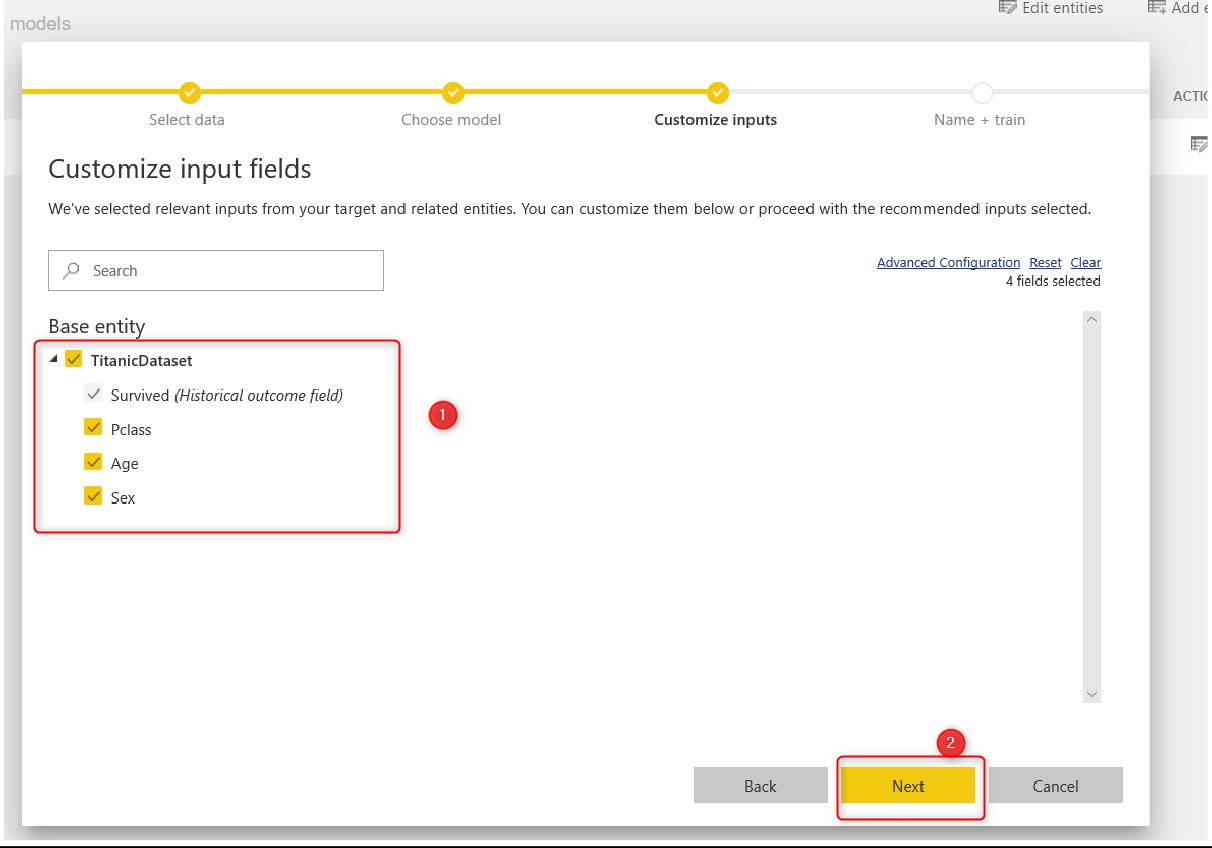 models
Edit entities
Add e
ACTIO
Select data
Choose model
Customize inputs
Name + train
Customize input fields
We've selected relevant inputs from your target and related entities. You can customize them below or proceed with the recommended inputs selected.
Search
Advanced Configuration Reset Clear
4 fields selected
Base entity
TitanicDataset
Survived (Historical outcome field)
1
Pclass
Age
Sex
2
Back
Next
Cancel